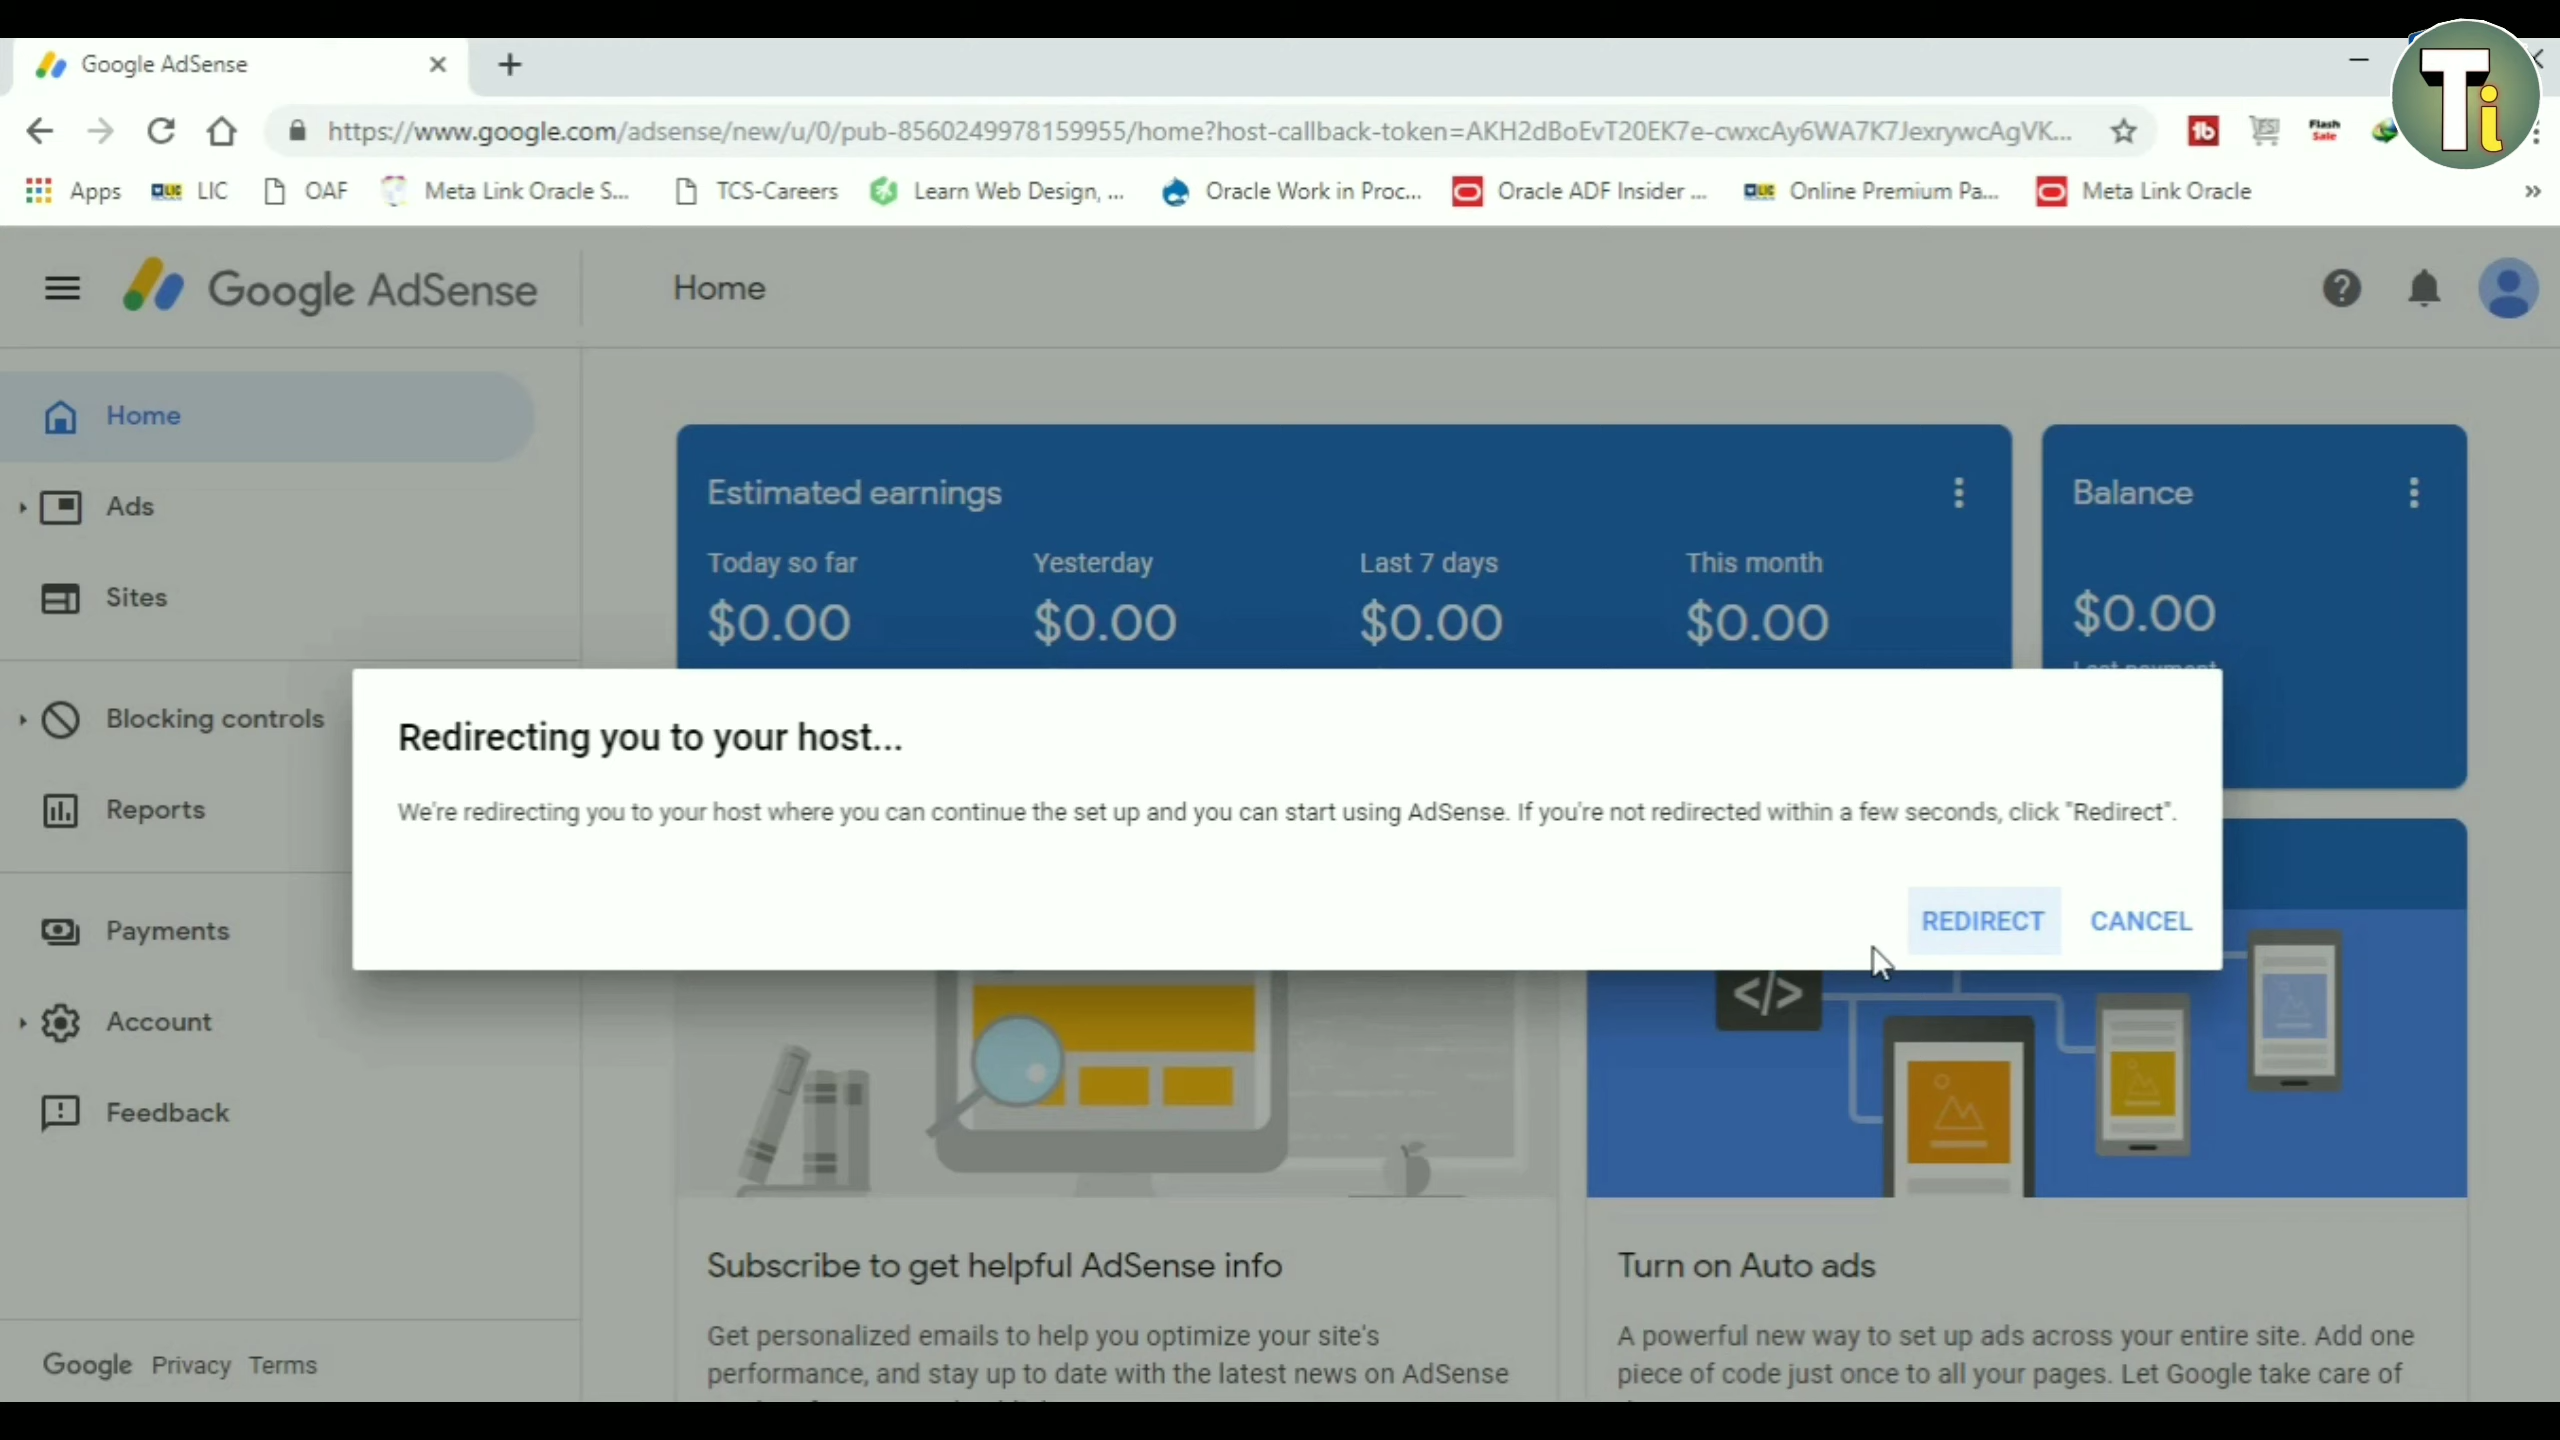 Google AdSense
https://www.google.com/adsense/new/u/0/pub-8560249978159955/home?host-callback-token=AKH2dBoEvT20EK7e-cwxcAy6WA7K7JexrywcAgVK...
Flash Sale
Ti
Apps LIC OAF Meta Link Oracle S... TCS-Careers Learn Web Design, ... Oracle Work in Proc... Oracle ADF Insider ... Online Premium Pa... Meta Link Oracle
Google AdSense Home
Home
Ads
Sites
Blocking controls
Reports
Payments
Account
Feedback
Google Privacy Terms
Estimated earnings
Today so far Yesterday Last 7 days This month
$0.00 $0.00 $0.00 $0.00
Balance
$0.00
Last payment
Redirecting you to your host...
We're redirecting you to your host where you can continue the set up and you can start using AdSense. If you're not redirected within a few seconds, click "Redirect".
REDIRECT CANCEL
</>
Subscribe to get helpful AdSense info
Get personalized emails to help you optimize your site's
performance, and stay up to date with the latest news on AdSense
Turn on Auto ads
A powerful new way to set up ads across your entire site. Add one
piece of code just once to all your pages. Let Google take care of